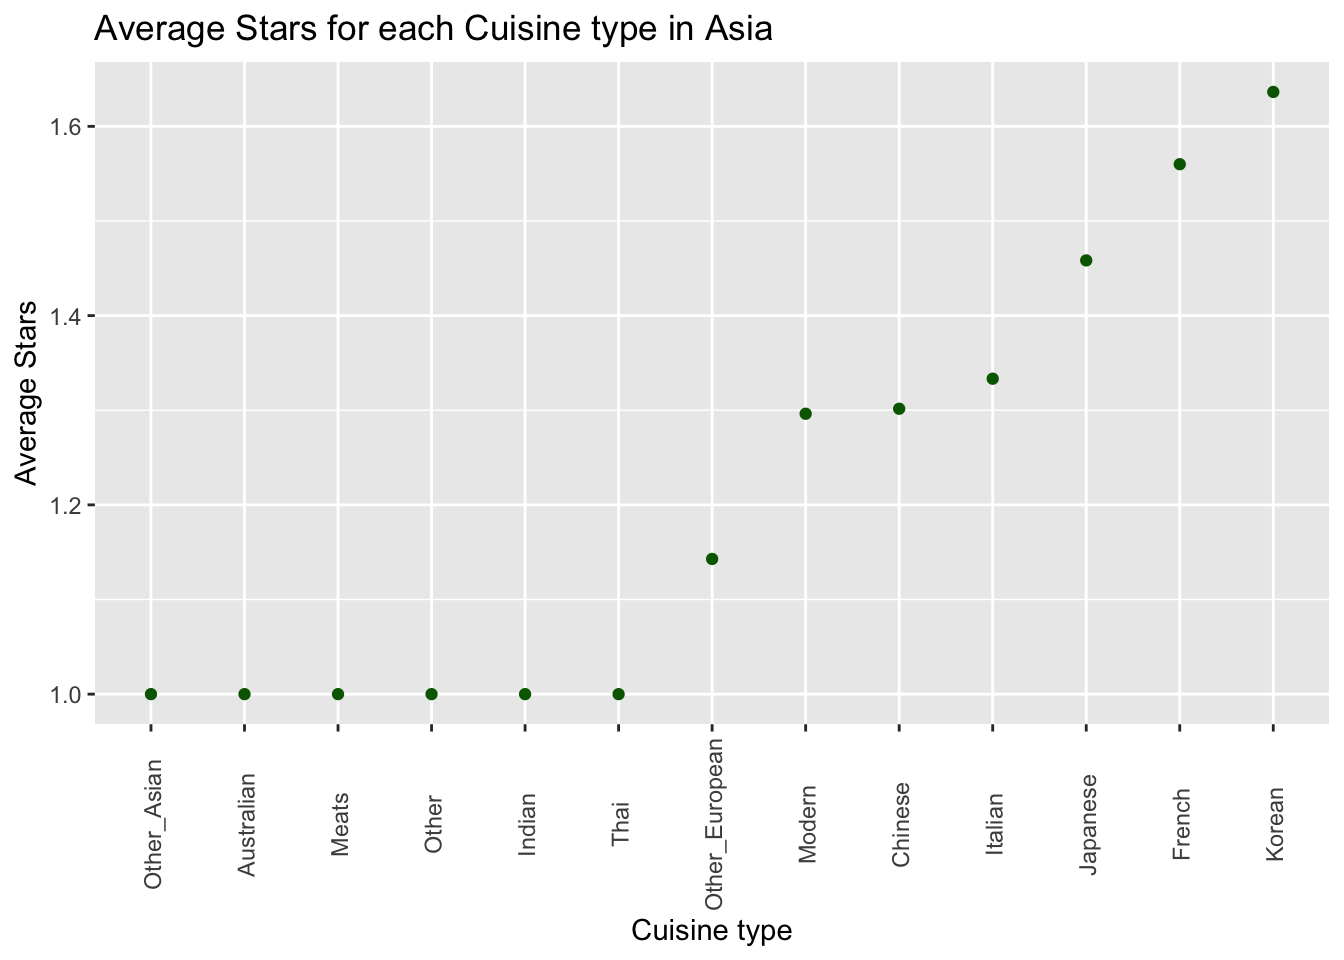 Average Stars for each Cuisine type in Asia
Average Stars
1.6
1.4
1.2
1.0
Other_Asian
Australian
Meats
Other
Indian
Thai
Other_European
Modern
Chinese
Italian
Japanese
French
Korean
Cuisine type